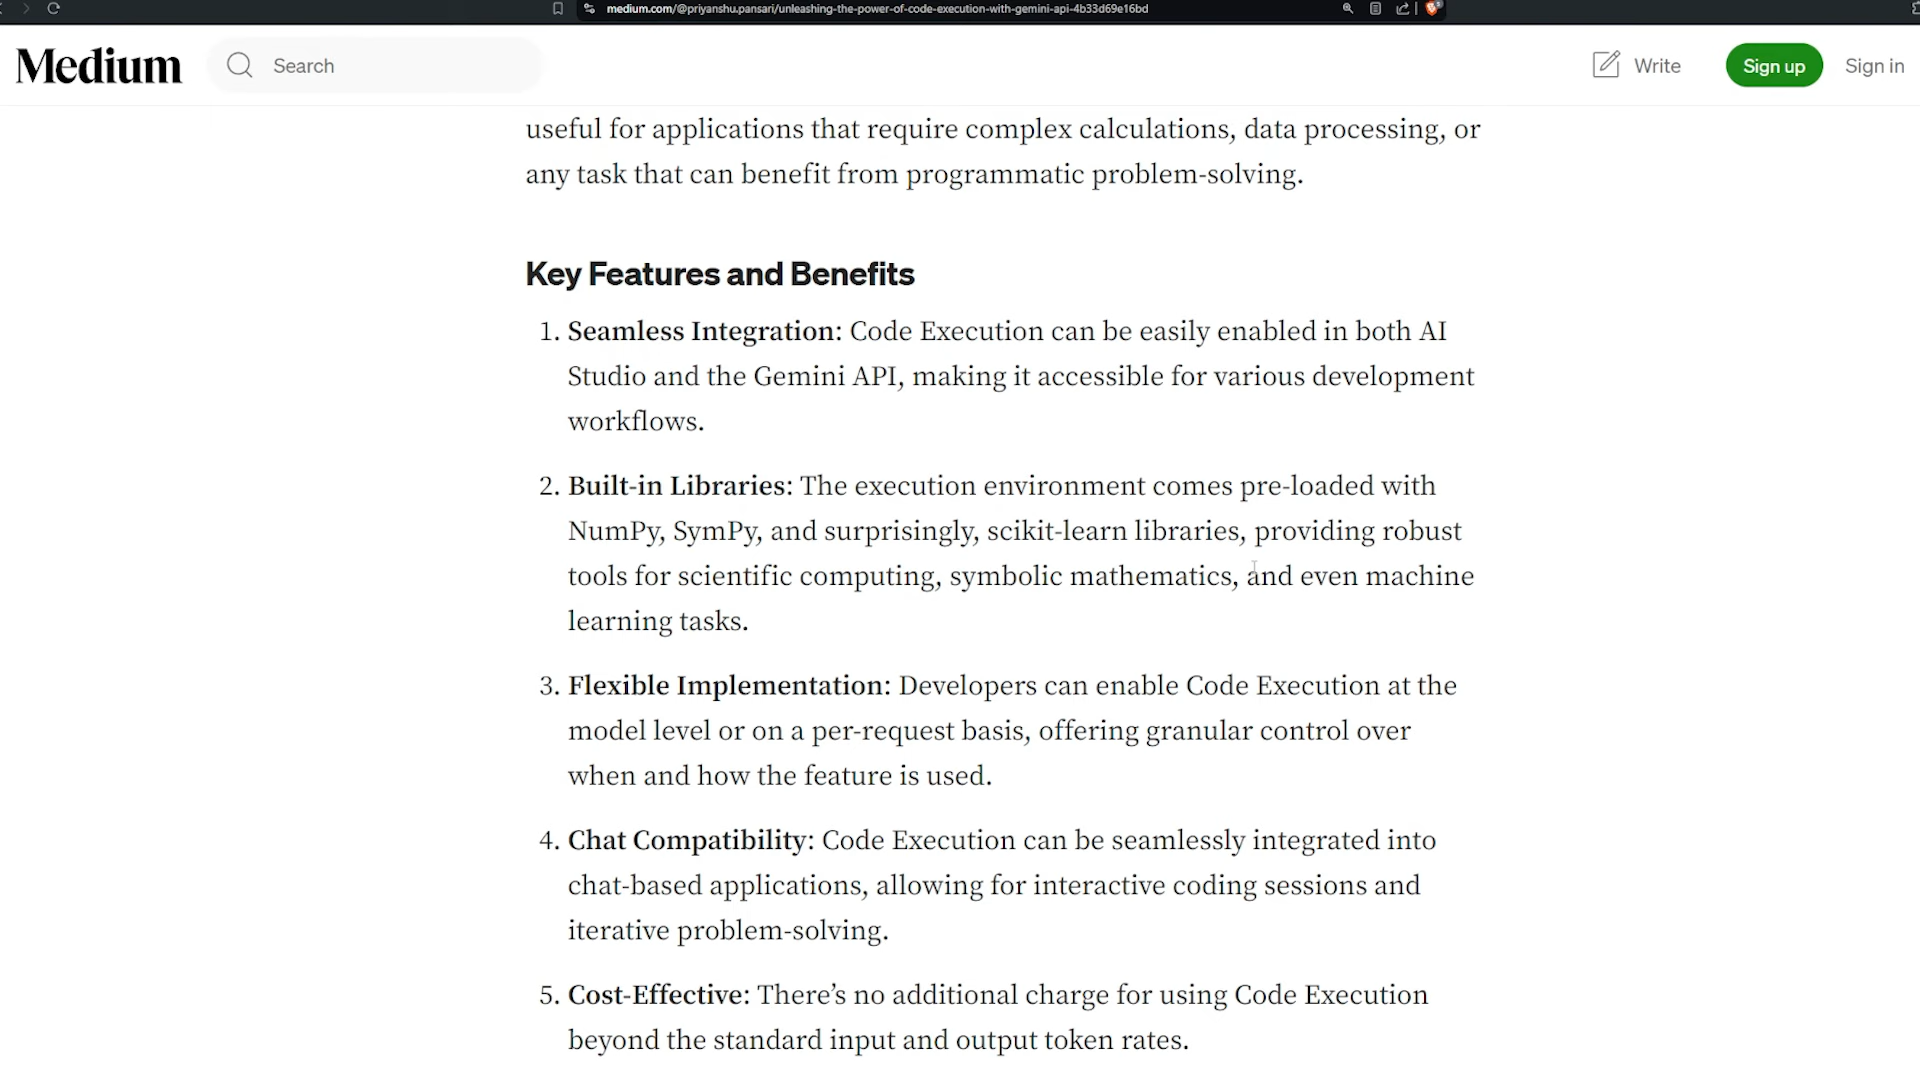 medium.com/@priyanshu.pansari/unleashing-the-power-of-code-execution-with-gemini-api-4b33d69e16bd
Medium
Search
Write
Sign up
Sign in
useful for applications that require complex calculations, data processing, or
any task that can benefit from programmatic problem-solving.
Key Features and Benefits
1. Seamless Integration: Code Execution can be easily enabled in both AI
Studio and the Gemini API, making it accessible for various development
workflows.
2. Built-in Libraries: The execution environment comes pre-loaded with
NumPy, SymPy, and surprisingly, scikit-learn libraries, providing robust
tools for scientific computing, symbolic mathematics, and even machine
learning tasks.
3. Flexible Implementation: Developers can enable Code Execution at the
model level or on a per-request basis, offering granular control over
when and how the feature is used.
4. Chat Compatibility: Code Execution can be seamlessly integrated into
chat-based applications, allowing for interactive coding sessions and
iterative problem-solving.
5. Cost-Effective: There’s no additional charge for using Code Execution
beyond the standard input and output token rates.